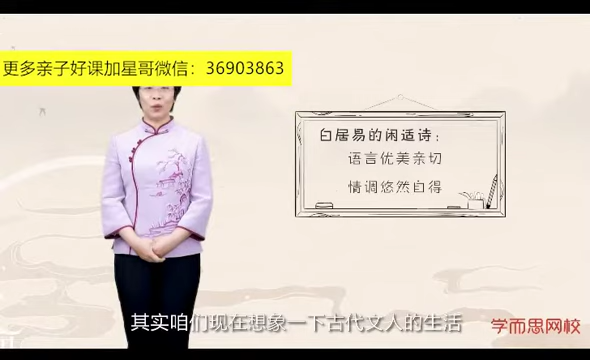 更多亲子好课加星哥微信：36903863
白居易的闲适诗：
语言优美亲切
情调悠然自得
其实咱们现在想象一下古代文人的生活
学而思网校